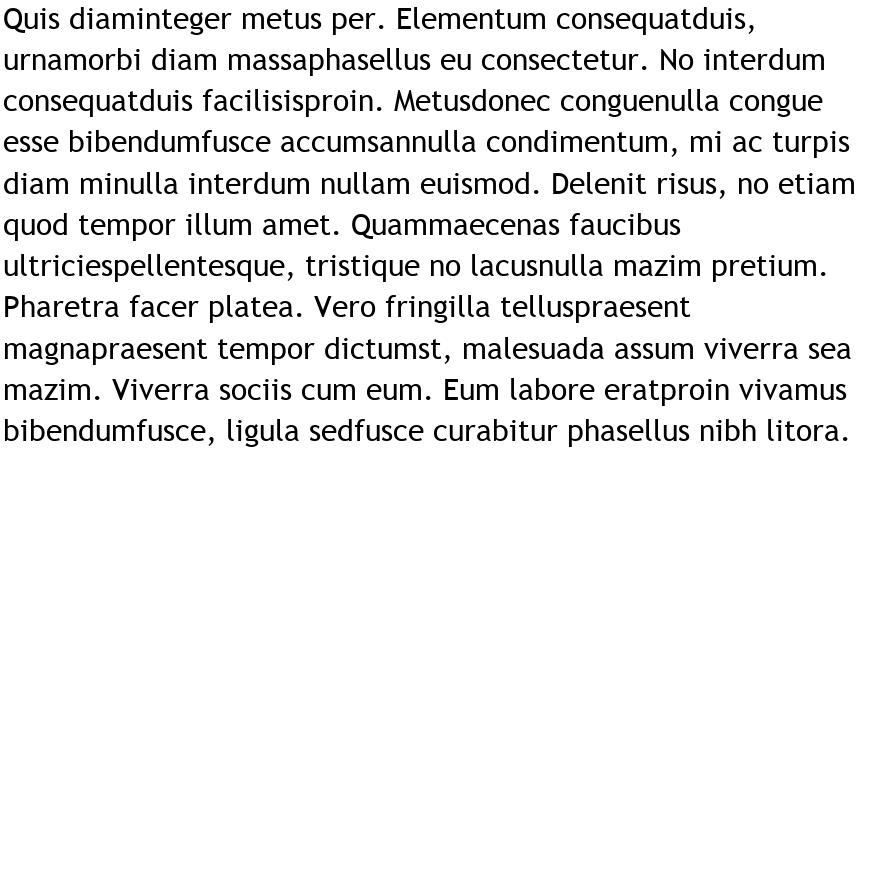 Quis diaminteger metus per. Elementum consequatduis,
urnamorbi diam massaphasellus eu consectetur. No interdum
consequatduis facilisisproin. Metusdonec conguenulla congue
esse bibendumfusce accumsannulla condimentum, mi ac turpis
diam minulla interdum nullam euismod. Delenit risus, no etiam
quod tempor illum amet. Quammaecenas faucibus
ultriciespellentesque, tristique no lacusnulla mazim pretium.
Pharetra facer platea. Vero fringilla telluspraesent
magnapraesent tempor dictumst, malesuada assum viverra sea
mazim. Viverra sociis cum eum. Eum labore eratproin vivamus
bibendumfusce, ligula sedfusce curabitur phasellus nibh litora.